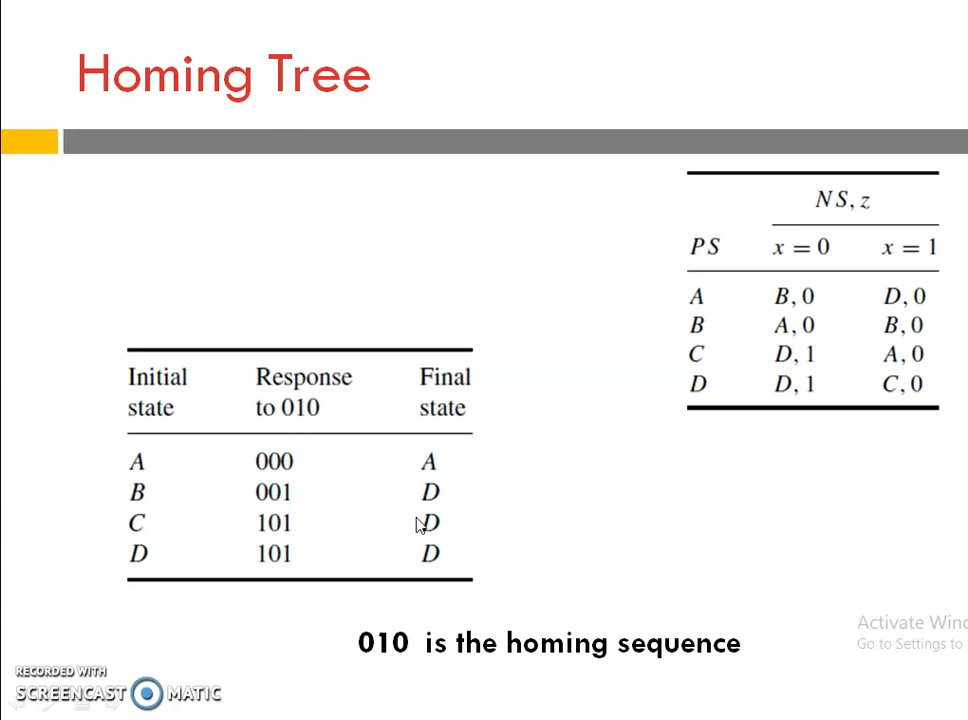 Homing Tree
NS, z
PS x = 0 x = 1
A B, 0 D, 0
B A, 0 B, 0
C D, 1 A, 0
D D, 1 C, 0
Initial state Response to 010 Final state
A 000 A
B 001 D
C 101 D
D 101 D
010 is the homing sequence
Activate Wind
Go to Settings to
RECORDED WITH
SCREENCAST MATIC